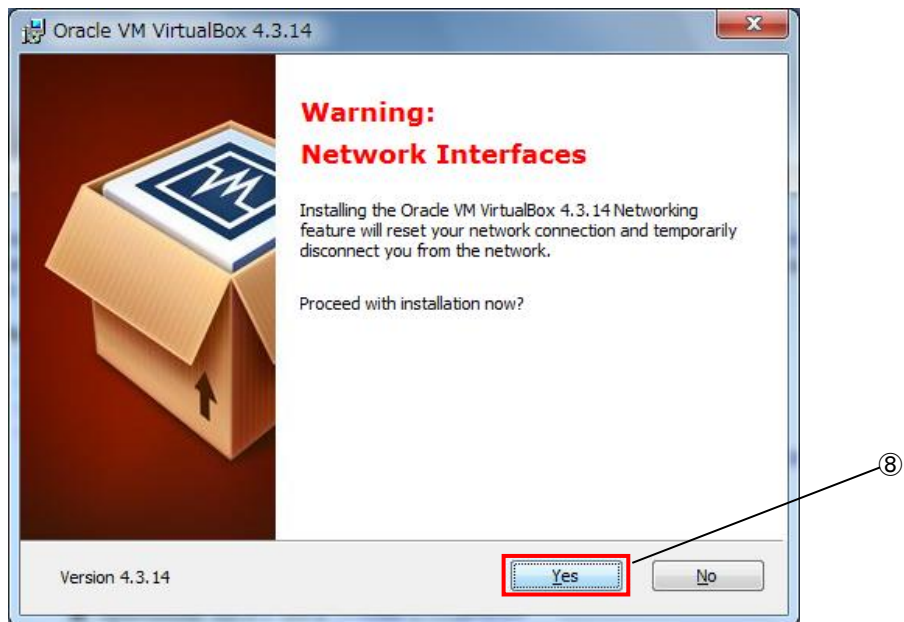 Oracle VM VirtualBox 4.3.14
Warning:
Network Interfaces
Installing the Oracle VM VirtualBox 4.3.14 Networking
feature will reset your network connection and temporarily
disconnect you from the network.
Proceed with installation now?
⑧
Version 4.3.14
Yes
No